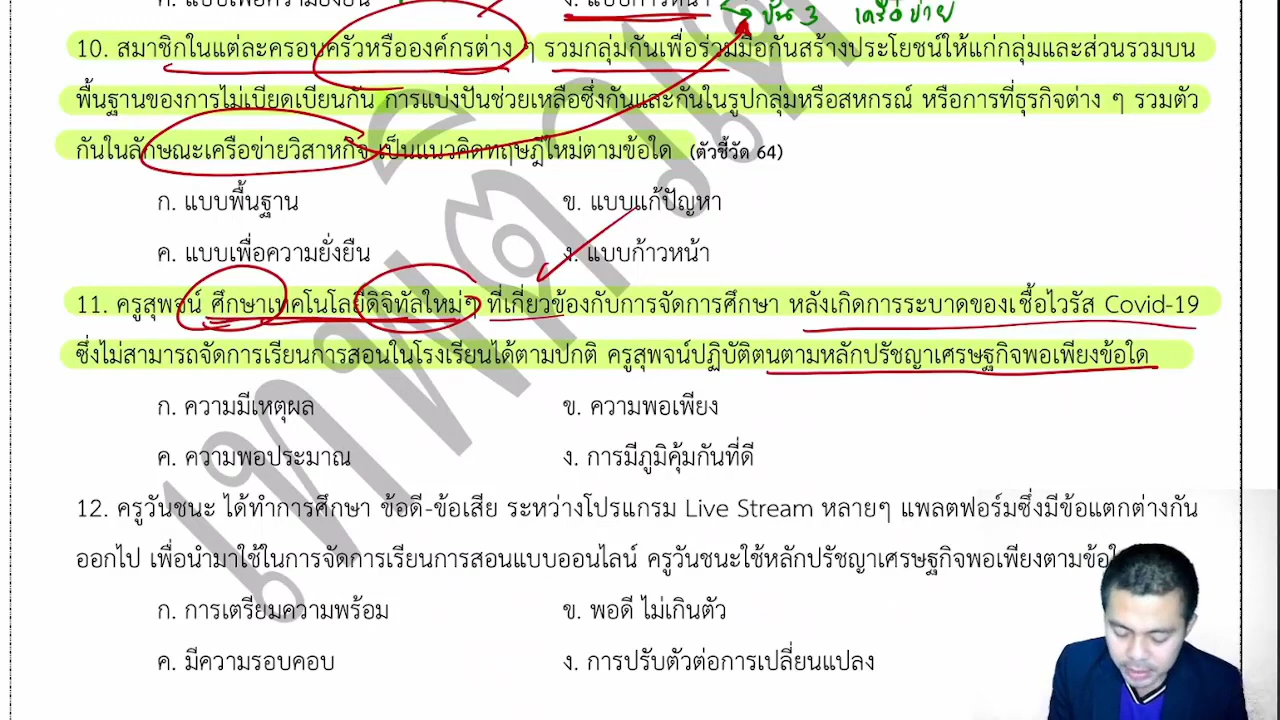 ค. แบบเพื่อความยั่งยืน ง. แบบก้าวหน้า
ขั้น 3 เครือข่าย
10. สมาชิกในแต่ละครอบครัวหรือองค์กรต่าง ๆ รวมกลุ่มกันเพื่อร่วมมือกันสร้างประโยชน์ให้แก่กลุ่มและส่วนรวมบน
พื้นฐานของการไม่เบียดเบียนกัน การแบ่งปันช่วยเหลือซึ่งกันและกันในรูปกลุ่มหรือสหกรณ์ หรือการที่ธุรกิจต่าง ๆ รวมตัว
กันในลักษณะเครือข่ายวิสาหกิจ เป็นแนวคิดทฤษฎีใหม่ตามข้อใด (ตัวชี้วัด 64)
ก. แบบพื้นฐาน ข. แบบแก้ปัญหา
ค. แบบเพื่อความยั่งยืน ง. แบบก้าวหน้า
11. ครูสุพจน์ ศึกษาเทคโนโลยีดิจิทัลใหม่ๆ ที่เกี่ยวข้องกับการจัดการศึกษา หลังเกิดการระบาดของเชื้อไวรัส Covid-19
ซึ่งไม่สามารถจัดการเรียนการสอนในโรงเรียนได้ตามปกติ ครูสุพจน์ปฏิบัติตนตามหลักปรัชญาเศรษฐกิจพอเพียงข้อใด
ก. ความมีเหตุผล ข. ความพอเพียง
ค. ความพอประมาณ ง. การมีภูมิคุ้มกันที่ดี
12. ครูวันชนะ ได้ทำการศึกษา ข้อดี-ข้อเสีย ระหว่างโปรแกรม Live Stream หลายๆ แพลตฟอร์มซึ่งมีข้อแตกต่างกัน
ออกไป เพื่อนำมาใช้ในการจัดการเรียนการสอนแบบออนไลน์ ครูวันชนะใช้หลักปรัชญาเศรษฐกิจพอเพียงตามข้อใ
ก. การเตรียมความพร้อม ข. พอดี ไม่เกินตัว
ค. มีความรอบคอบ ง. การปรับตัวต่อการเปลี่ยนแปลง